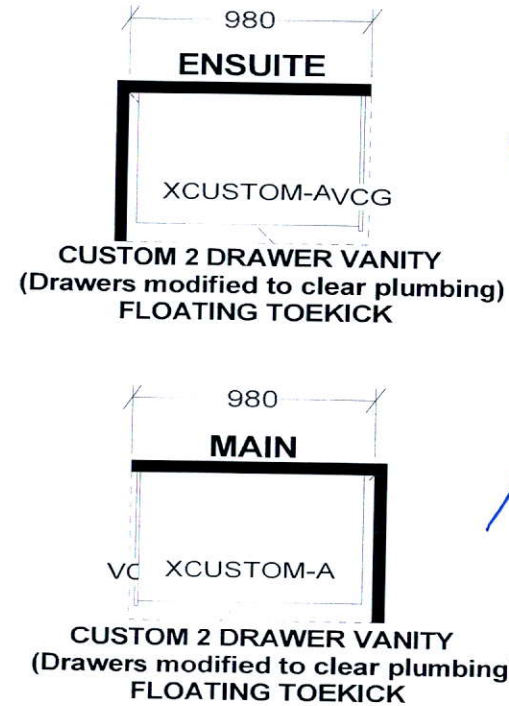 980
ENSUITE
XCUSTOM-AVCG
CUSTOM 2 DRAWER VANITY
(Drawers modified to clear plumbing)
FLOATING TOEKICK
980
MAIN
VC XCUSTOM-A
CUSTOM 2 DRAWER VANITY
(Drawers modified to clear plumbing
FLOATING TOEKICK